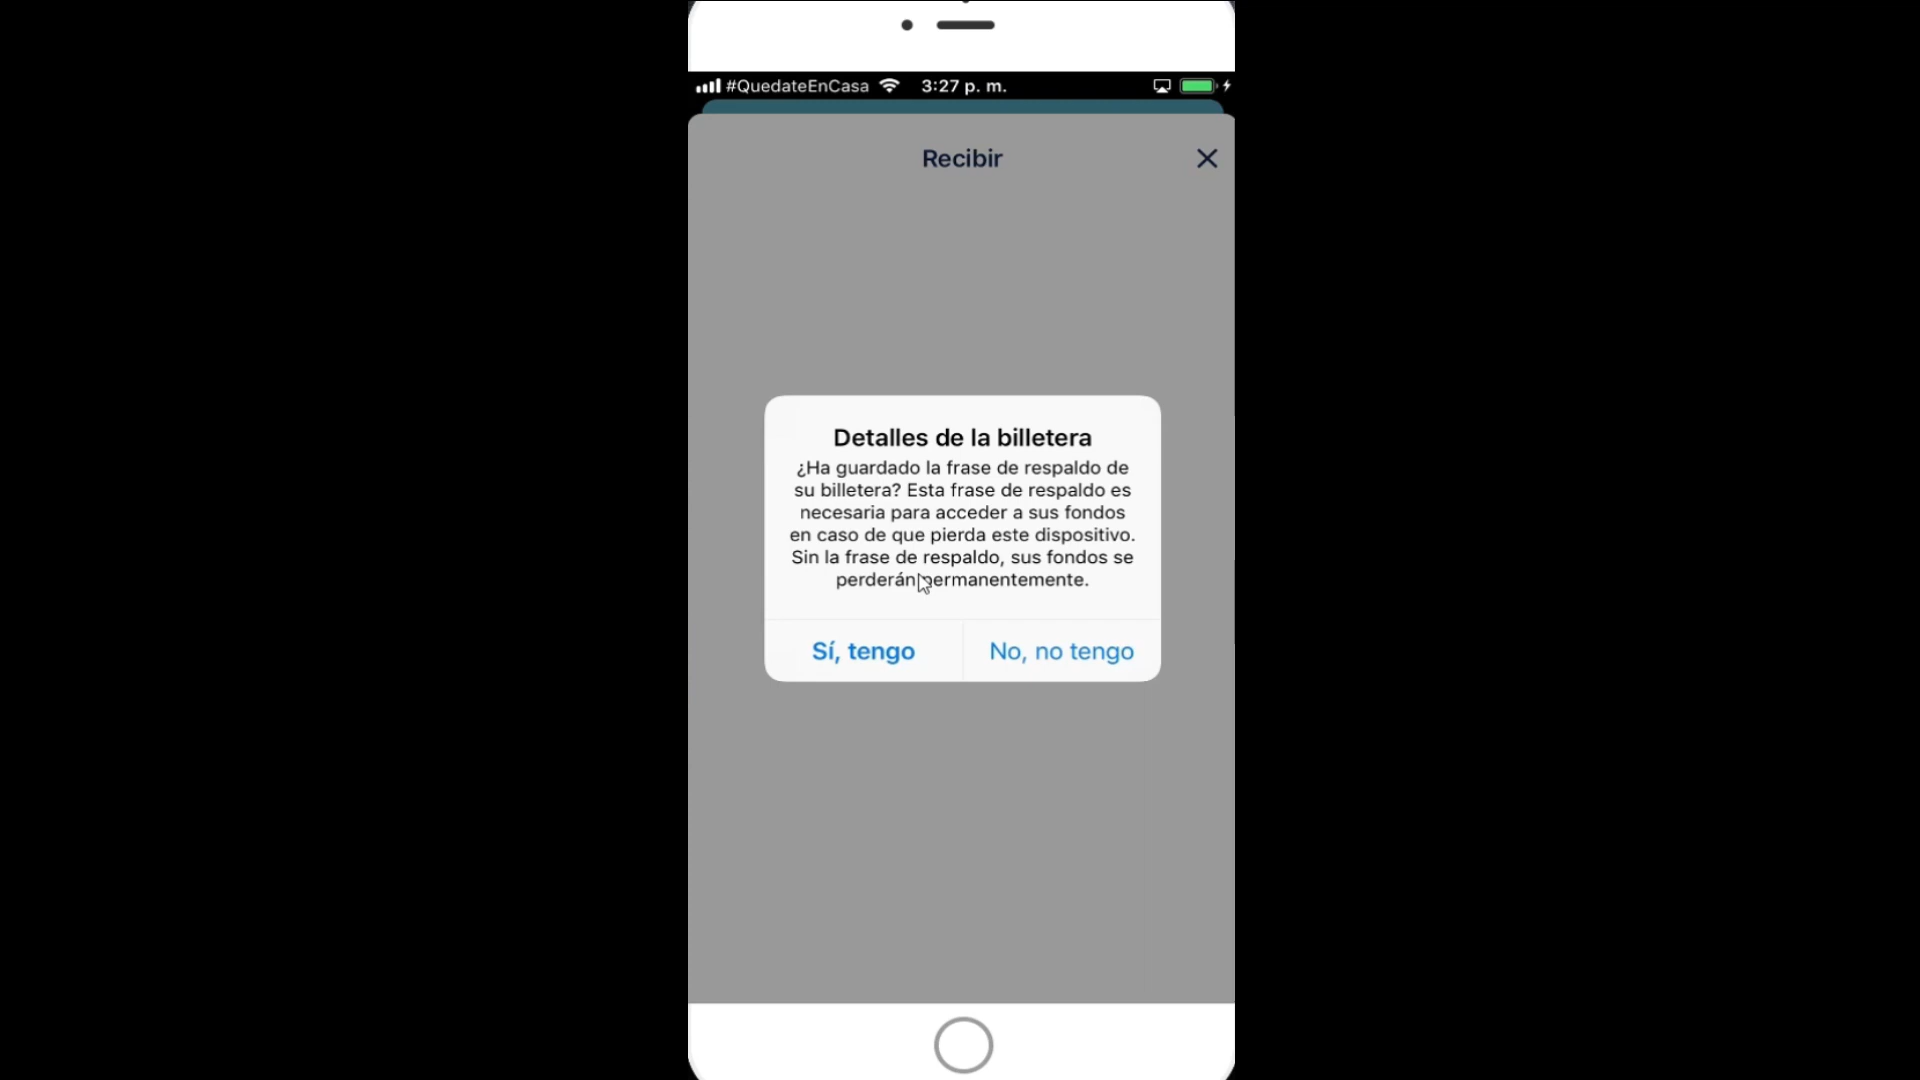 #QuedateEnCasa 3:27 p. m.
Recibir
Detalles de la billetera
¿Ha guardado la frase de respaldo de
su billetera? Esta frase de respaldo es
necesaria para acceder a sus fondos
en caso de que pierda este dispositivo.
Sin la frase de respaldo, sus fondos se
perderán permanentemente.
Sí, tengo
No, no tengo